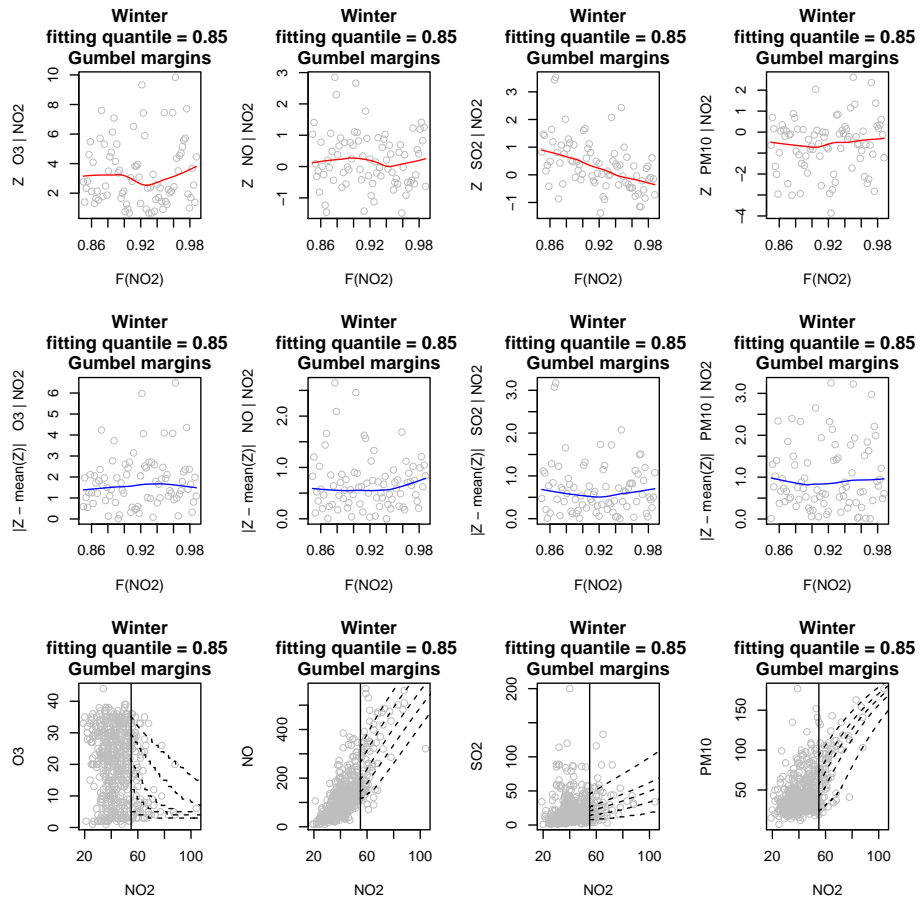 Winter
fitting quantile = 0.85
Gumbel margins
Z O3 | NO2
2 4 6 8 10
0.86 0.92 0.98
F(NO2)
Winter
fitting quantile = 0.85
Gumbel margins
Z NO | NO2
−1 0 1 2 3
0.86 0.92 0.98
F(NO2)
Winter
fitting quantile = 0.85
Gumbel margins
Z SO2 | NO2
−1 0 1 2 3
0.86 0.92 0.98
F(NO2)
Winter
fitting quantile = 0.85
Gumbel margins
Z PM10 | NO2
−4 −2 0 2
0.86 0.92 0.98
F(NO2)
Winter
fitting quantile = 0.85
Gumbel margins
|Z − mean(Z)| O3 | NO2
0 1 2 3 4 5 6
0.86 0.92 0.98
F(NO2)
Winter
fitting quantile = 0.85
Gumbel margins
|Z − mean(Z)| NO | NO2
0.0 1.0 2.0
0.86 0.92 0.98
F(NO2)
Winter
fitting quantile = 0.85
Gumbel margins
|Z − mean(Z)| SO2 | NO2
0.0 1.0 2.0 3.0
0.86 0.92 0.98
F(NO2)
Winter
fitting quantile = 0.85
Gumbel margins
|Z − mean(Z)| PM10 | NO2
0.0 1.0 2.0 3.0
0.86 0.92 0.98
F(NO2)
Winter
fitting quantile = 0.85
Gumbel margins
O3
0 10 20 30 40
20 60 100
NO2
Winter
fitting quantile = 0.85
Gumbel margins
NO
0 200 400
20 60 100
NO2
Winter
fitting quantile = 0.85
Gumbel margins
SO2
0 50 100 150 200
20 60 100
NO2
Winter
fitting quantile = 0.85
Gumbel margins
PM10
50 100 150
20 60 100
NO2